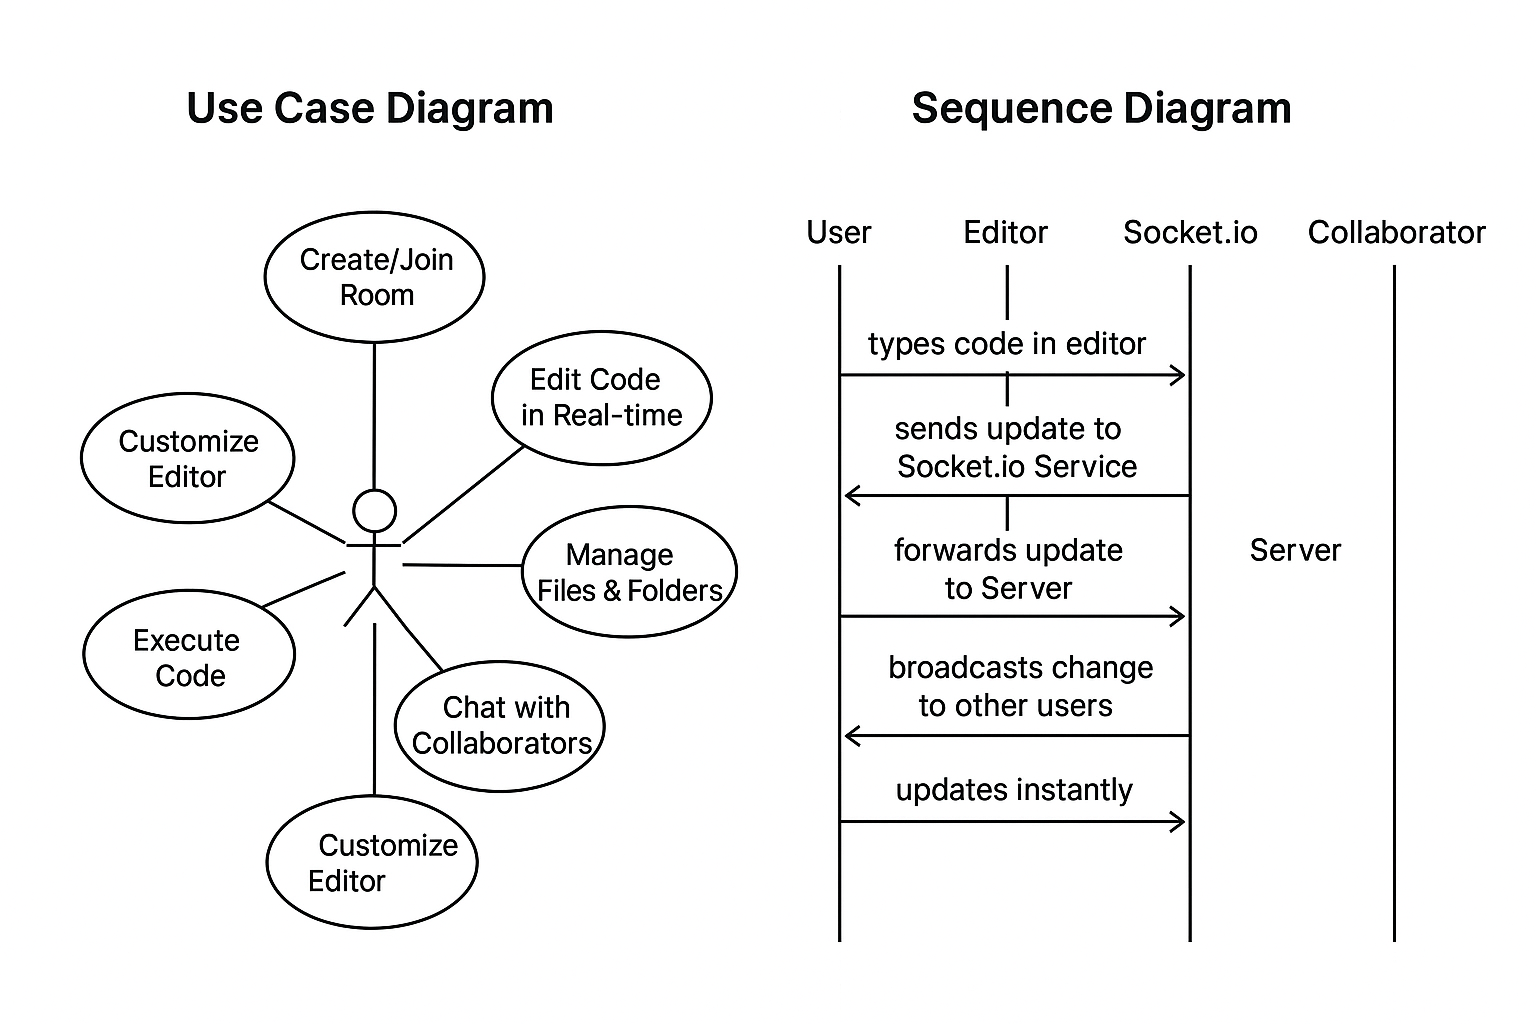 Use Case Diagram
Create/Join
Room
Edit Code
in Real-time
Customize
Editor
Manage
Files & Folders
Execute
Code
Chat with
Collaborators
Customize
Editor
Sequence Diagram
User
Editor
Socket.io
Collaborator
types code in editor
sends update to
Socket.io Service
forwards update
to Server
Server
broadcasts change
to other users
updates instantly